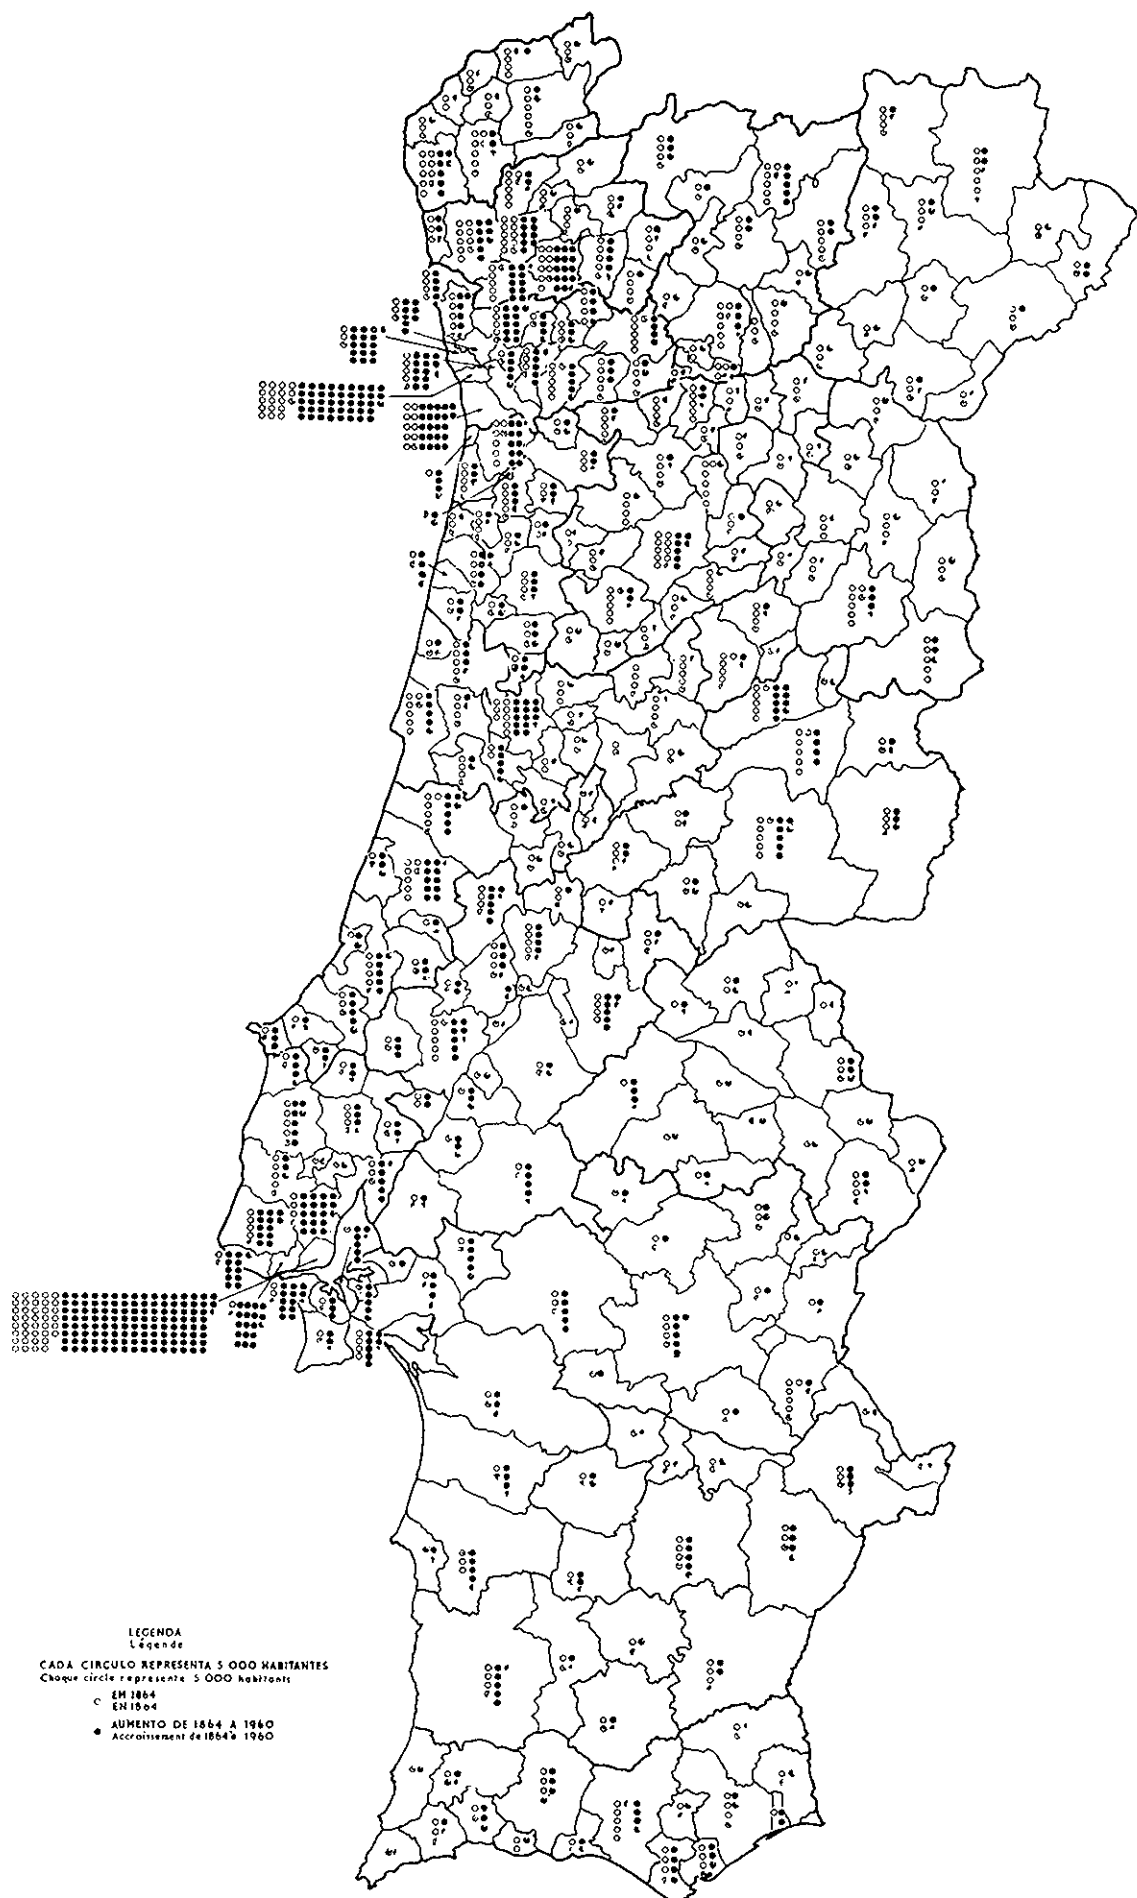 LEGENDA
Légende
CADA CIRCULO REPRESENTA 5 000 HABITANTES
Chaque circle represente 5 000 habitants
EM 1864
EN 1864
AUMENTO DE 1864 A 1960
Accroissement de 1864 à 1960